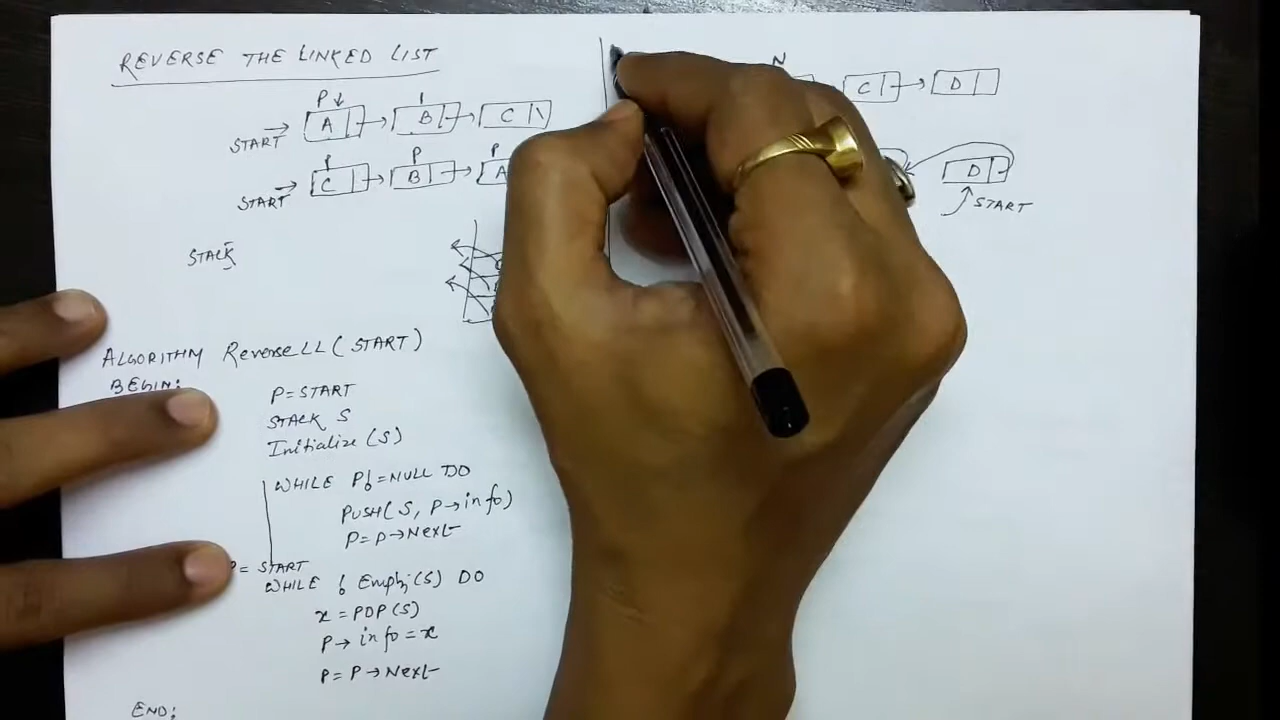 REVERSE THE LINKED LIST
P
START A B C
P P P
START C B A
STACK
ALGORITHM ReverseLL(START)
BEGIN:
P=START
STACK S
Initialize(S)
WHILE P!=NULL DO
PUSH(S, P→info)
P=P→Next
P=START
WHILE !Empty(S) DO
x=POP(S)
P→info=x
P=P→Next
END;
N
C D
D
START